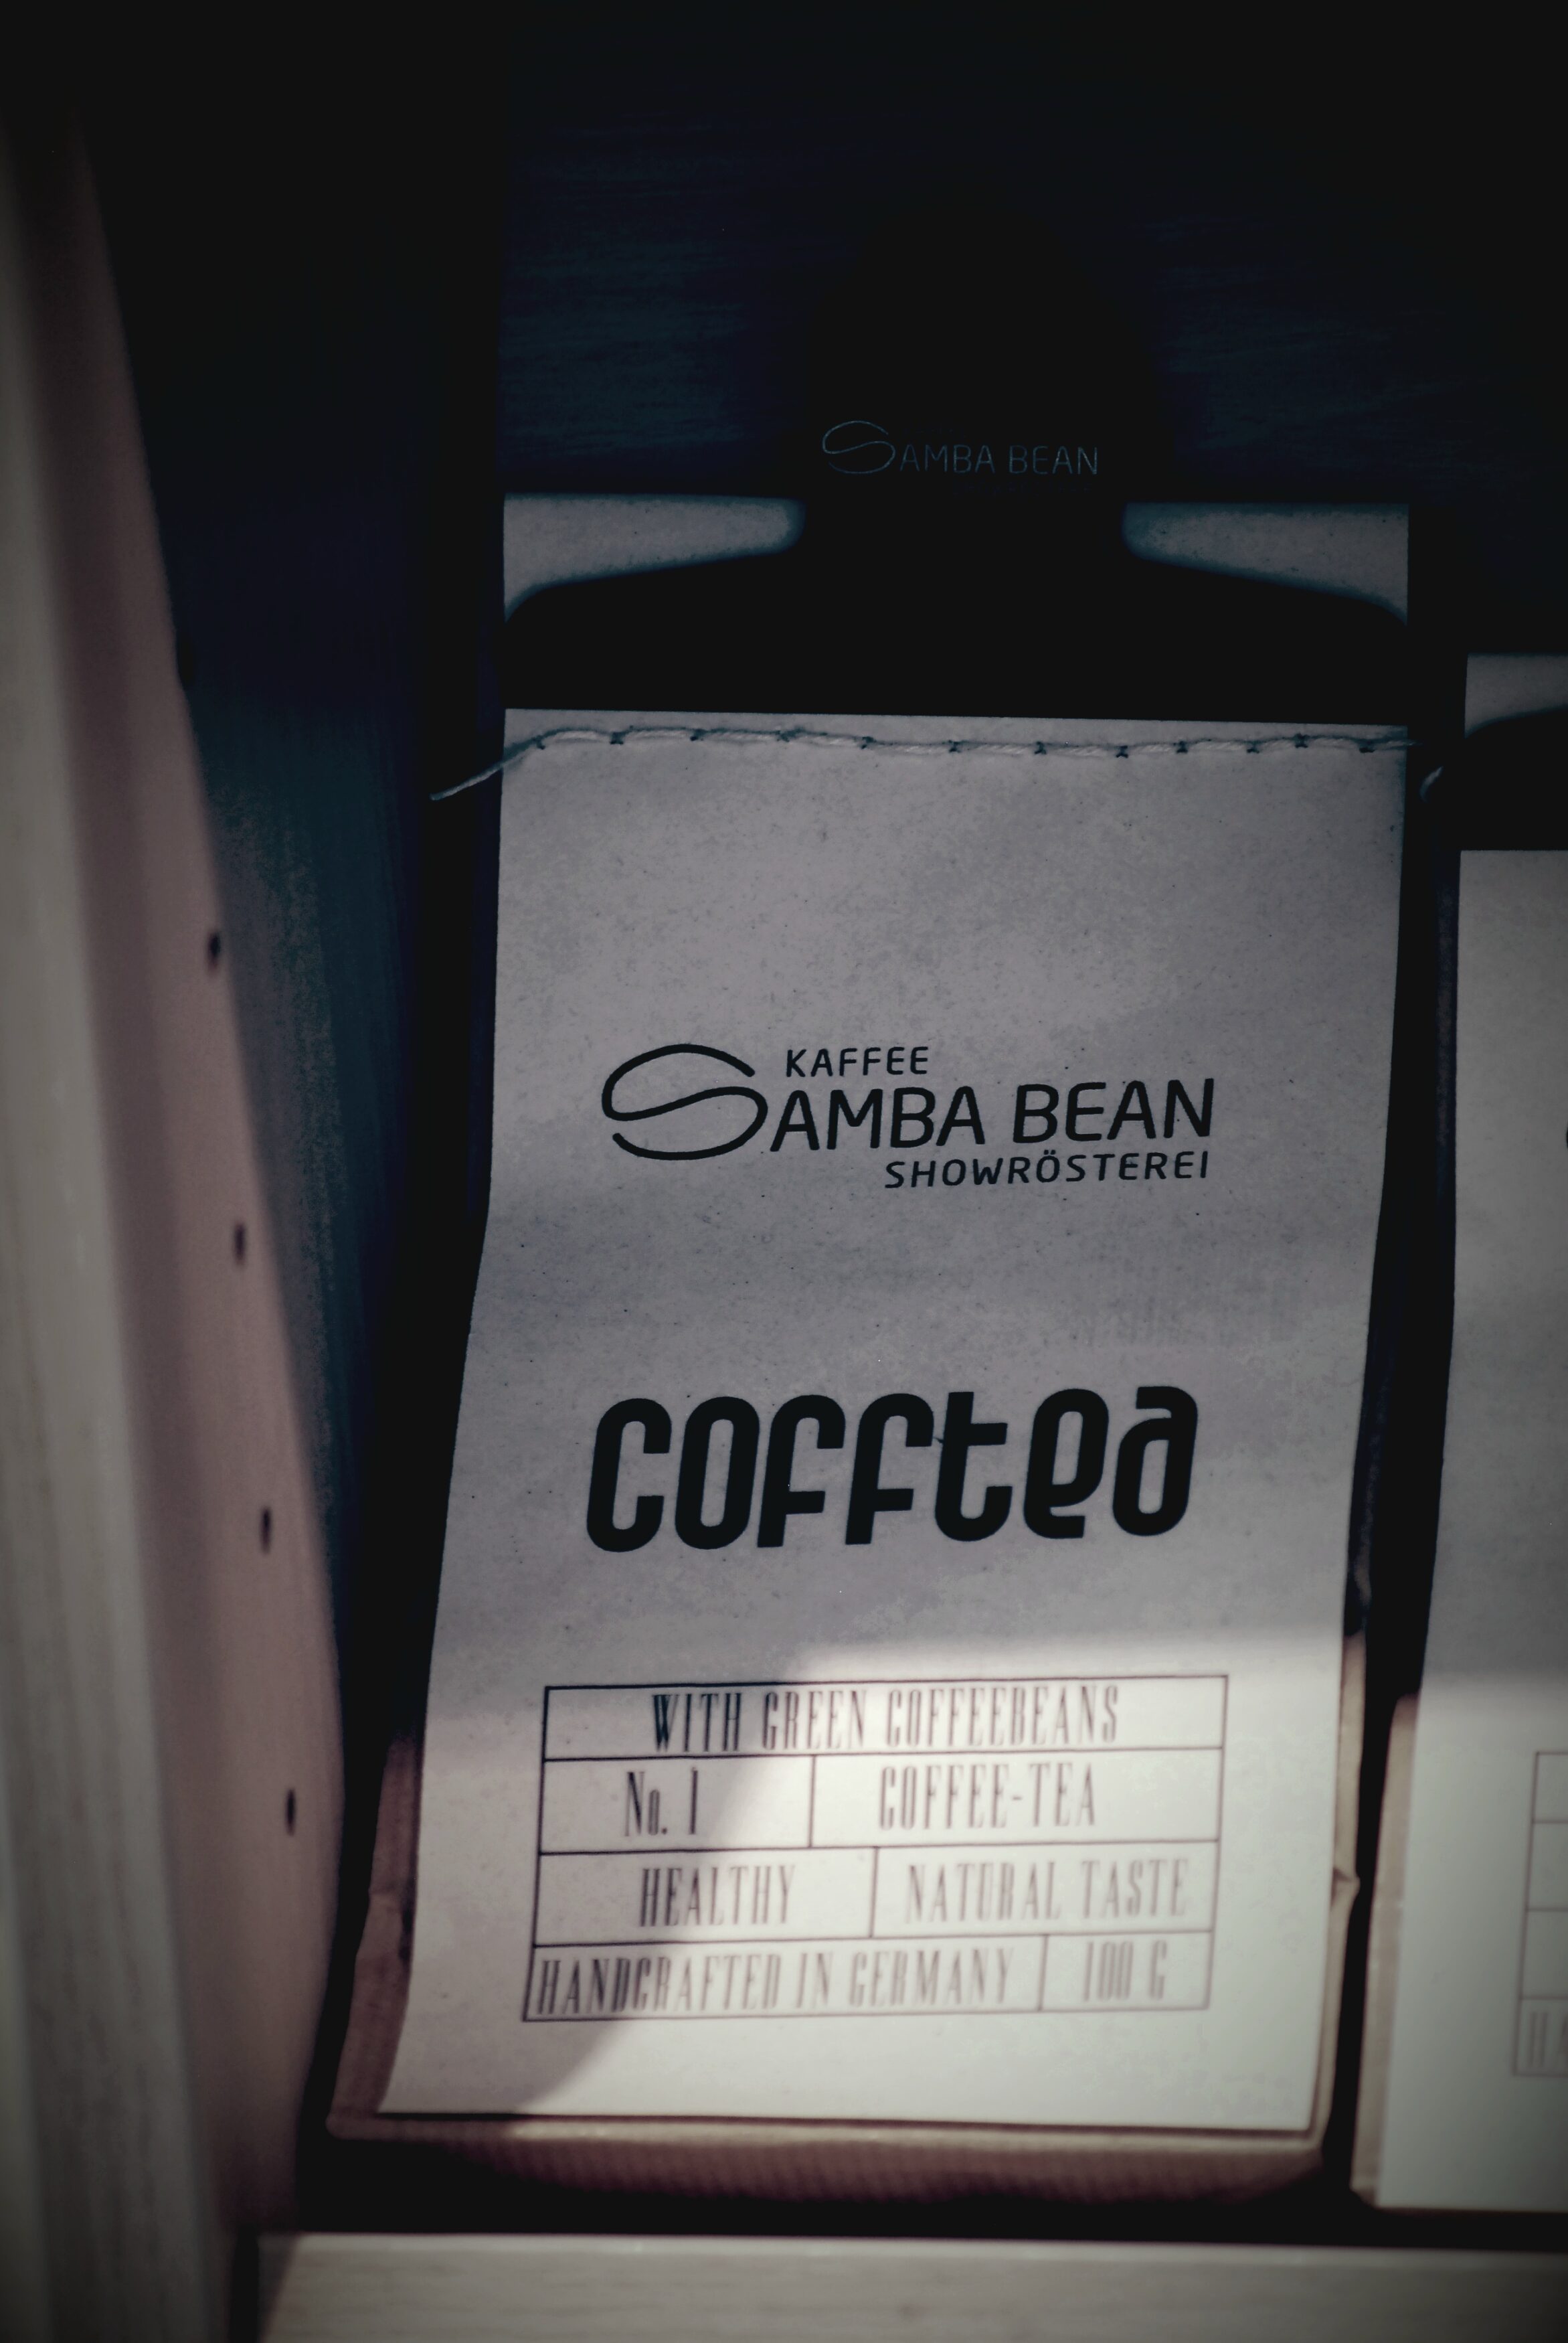 SAMBA BEAN
KAFFEE
SAMBA BEAN
SHOWRÖSTEREI
cofftea
WITH GREEN COFFEEBEANS
No. 1 COFFEE-TEA
HEALTHY NATURAL TASTE
HANDCRAFTED IN GERMANY 100 G